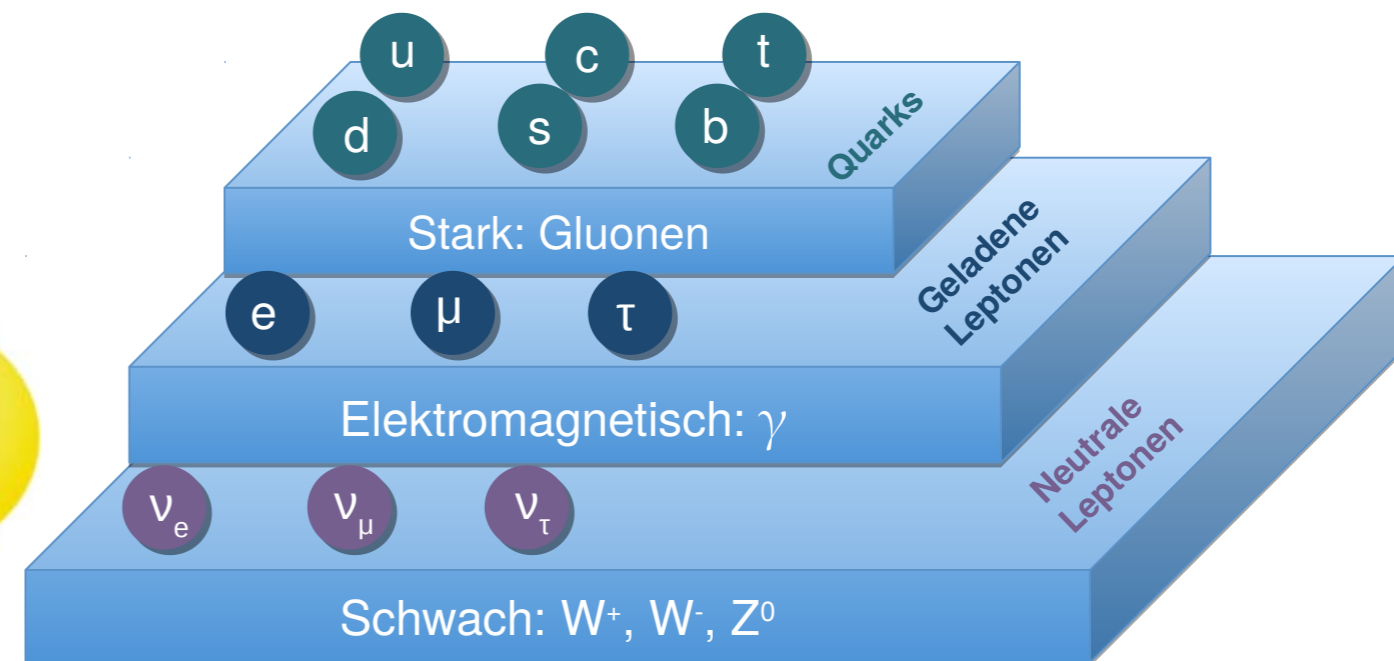 u c t
d s b
Quarks
Stark: Gluonen
Geladene
Leptonen
e μ τ
Elektromagnetisch: γ
Neutrale
Leptonen
νe νμ ντ
Schwach: W⁺, W⁻, Z⁰